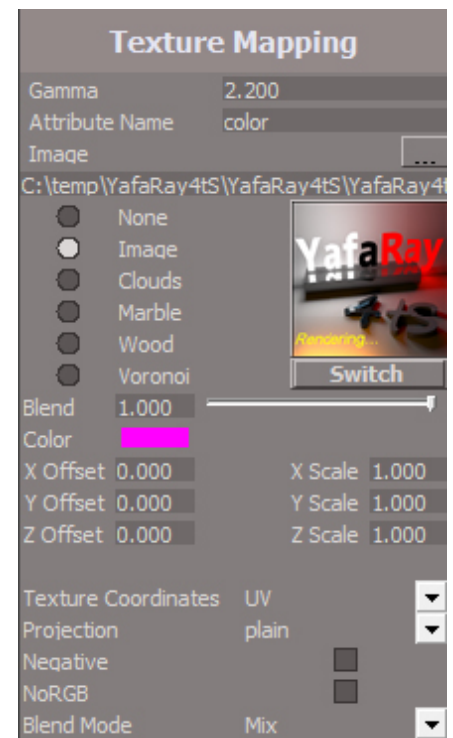 Texture Mapping
Gamma 2.200
Attribute Name color
Image ...
C:\temp\YafaRay4tS\YafaRay4tS\YafaRay4t
None
Image
Clouds
Marble
Wood
Voronoi
YafaRay
4tS
Rendering...
Switch
Blend 1.000
Color
X Offset 0.000 X Scale 1.000
Y Offset 0.000 Y Scale 1.000
Z Offset 0.000 Z Scale 1.000
Texture Coordinates UV
Projection plain
Negative
NoRGB
Blend Mode Mix